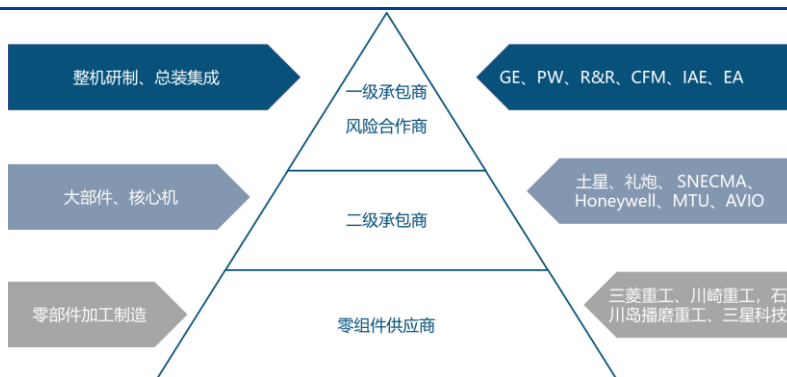 整机研制、总装集成
一级承包商
风险合作商
GE、PW、R&R、CFM、IAE、EA
大部件、核心机
二级承包商
土星、礼炮、 SNECMA、
Honeywell、MTU、AVIO
零部件加工制造
零组件供应商
三菱重工、川崎重工，石
川岛播磨重工、三星科技